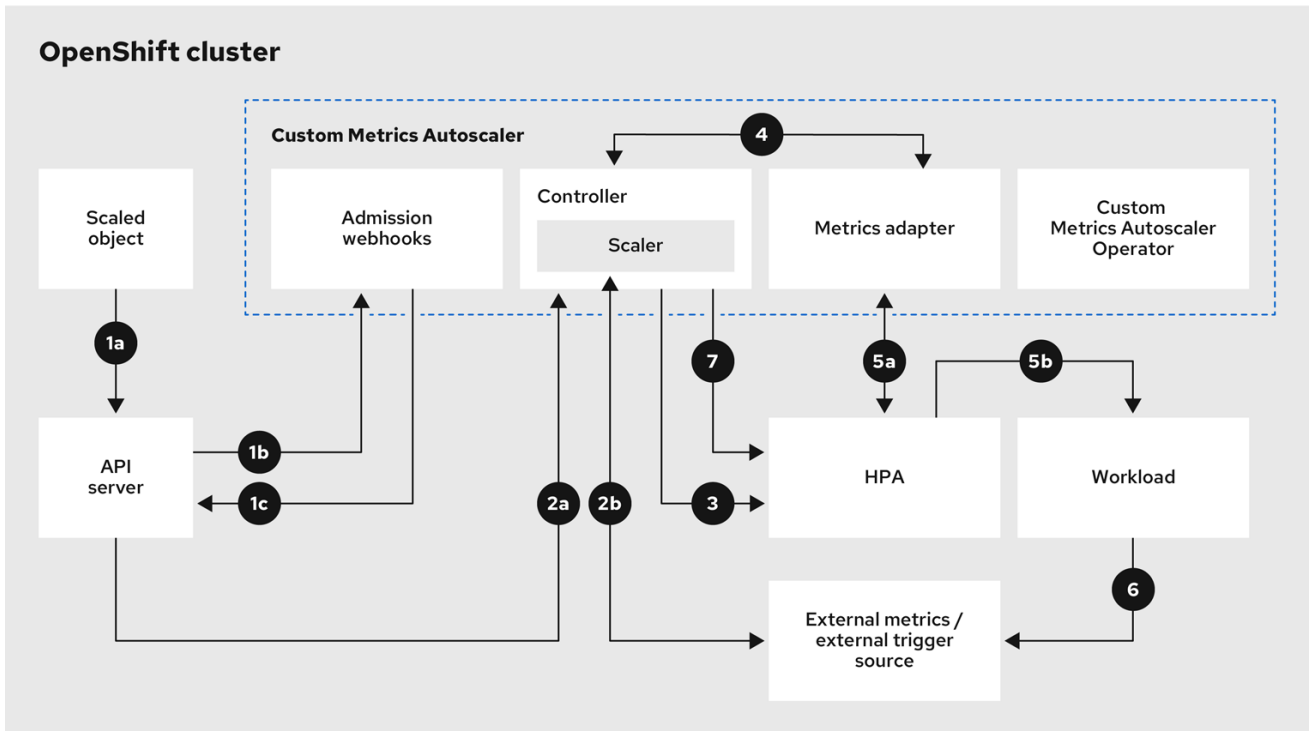 OpenShift cluster
Custom Metrics Autoscaler
4
Scaled
object
Admission
webhooks
Controller
Scaler
Metrics adapter
Custom
Metrics Autoscaler
Operator
1a
7
5a
5b
API
server
1b
1c
2a
2b
3
HPA
Workload
6
External metrics /
external trigger
source